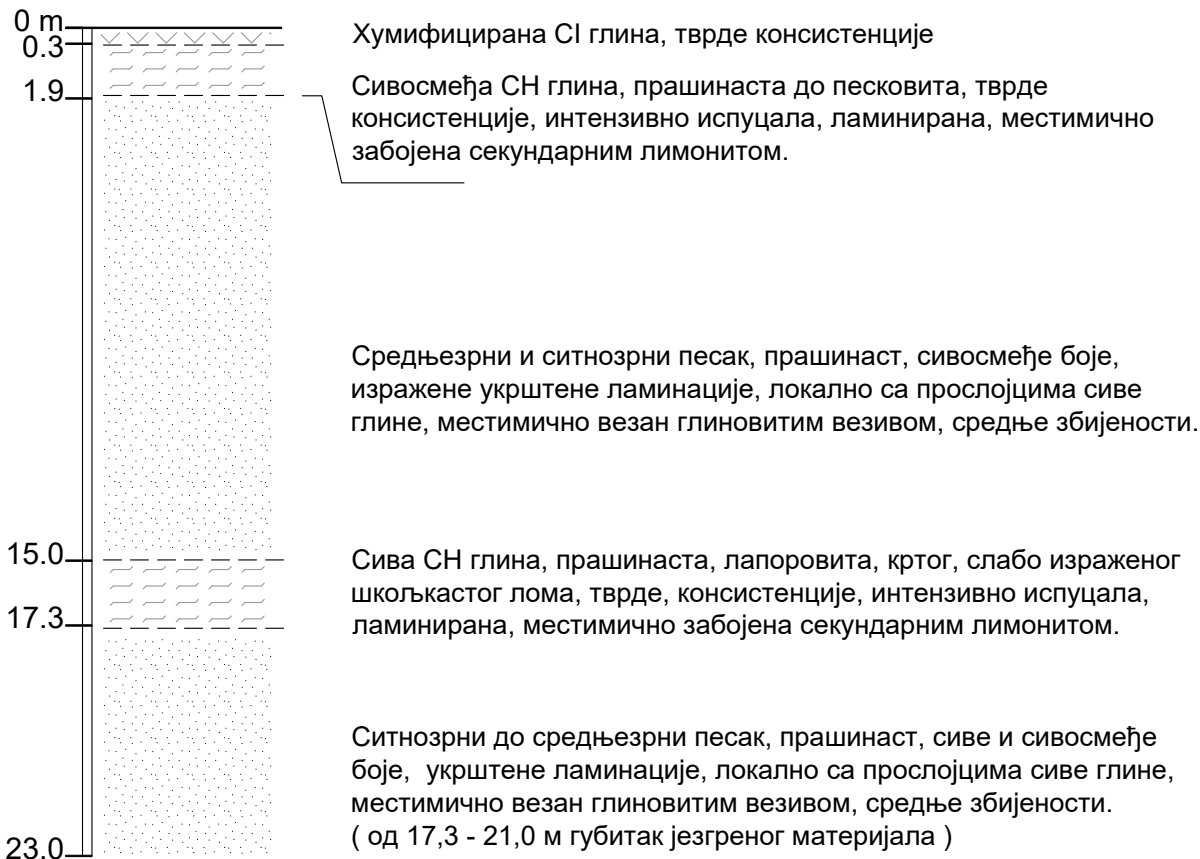 0 m
Хумифицирана CI глина, тврде консистенције
0.3
1.9
Сивосмеђа CH глина, прашинаста до песковита, тврде
консистенције, интензивно испуцала, ламинирана, местимично
забојена секундарним лимонитом.
Средњезрни и ситнозрни песак, прашинаст, сивосмеђе боје,
изражене укрштене ламинације, локално са прослојцима сиве
глине, местимично везан глиновитим везивом, средње збијености.
15.0
Сива CH глина, прашинаста, лапоровита, кртог, слабо израженог
шкољкастог лома, тврде, консистенције, интензивно испуцала,
ламинирана, местимично забојена секундарним лимонитом.
17.3
Ситнозрни до средњезрни песак, прашинаст, сиве и сивосмеђе
боје, укрштене ламинације, локално са прослојцима сиве глине,
местимично везан глиновитим везивом, средње збијености.
( од 17,3 - 21,0 м губитак језгреног материјала )
23.0